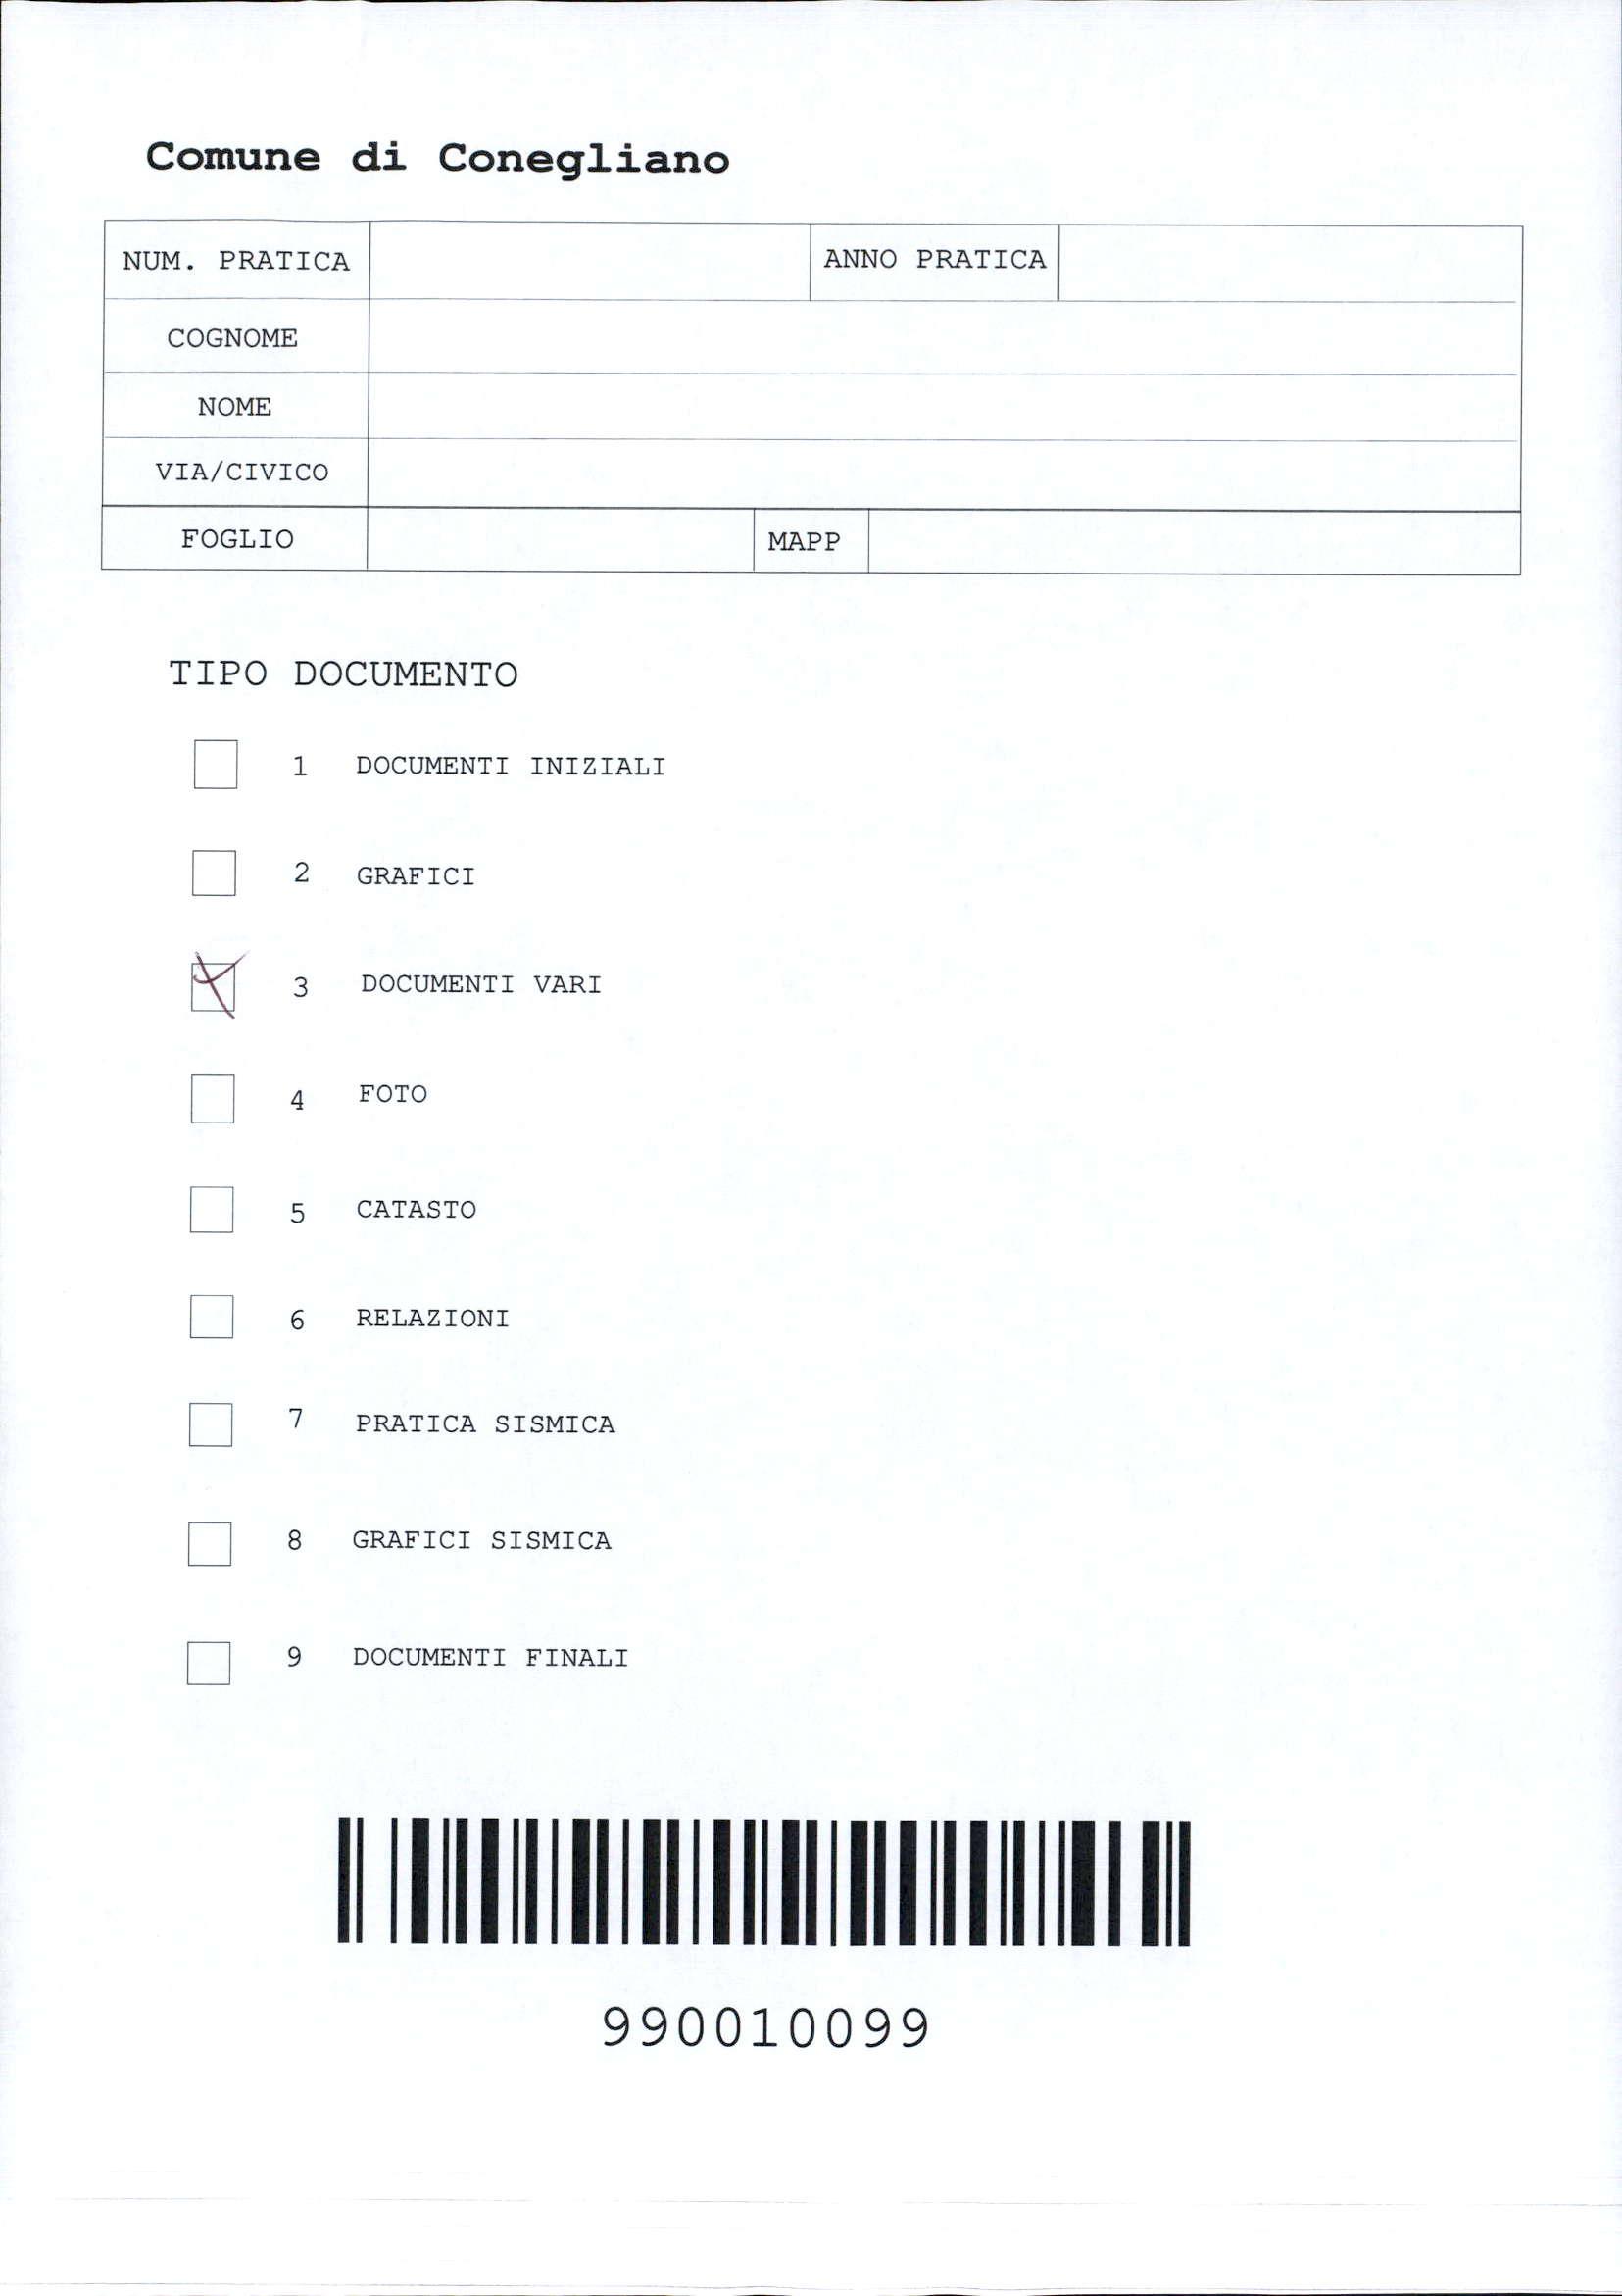 Comune di Conegliano
NUM. PRATICA ANNO PRATICA
COGNOME
NOME
VIA/CIVICO
FOGLIO MAPP
TIPO DOCUMENTO
1 DOCUMENTI INIZIALI
2 GRAFICI
3 DOCUMENTI VARI
4 FOTO
5 CATASTO
6 RELAZIONI
7 PRATICA SISMICA
8 GRAFICI SISMICA
9 DOCUMENTI FINALI
990010099